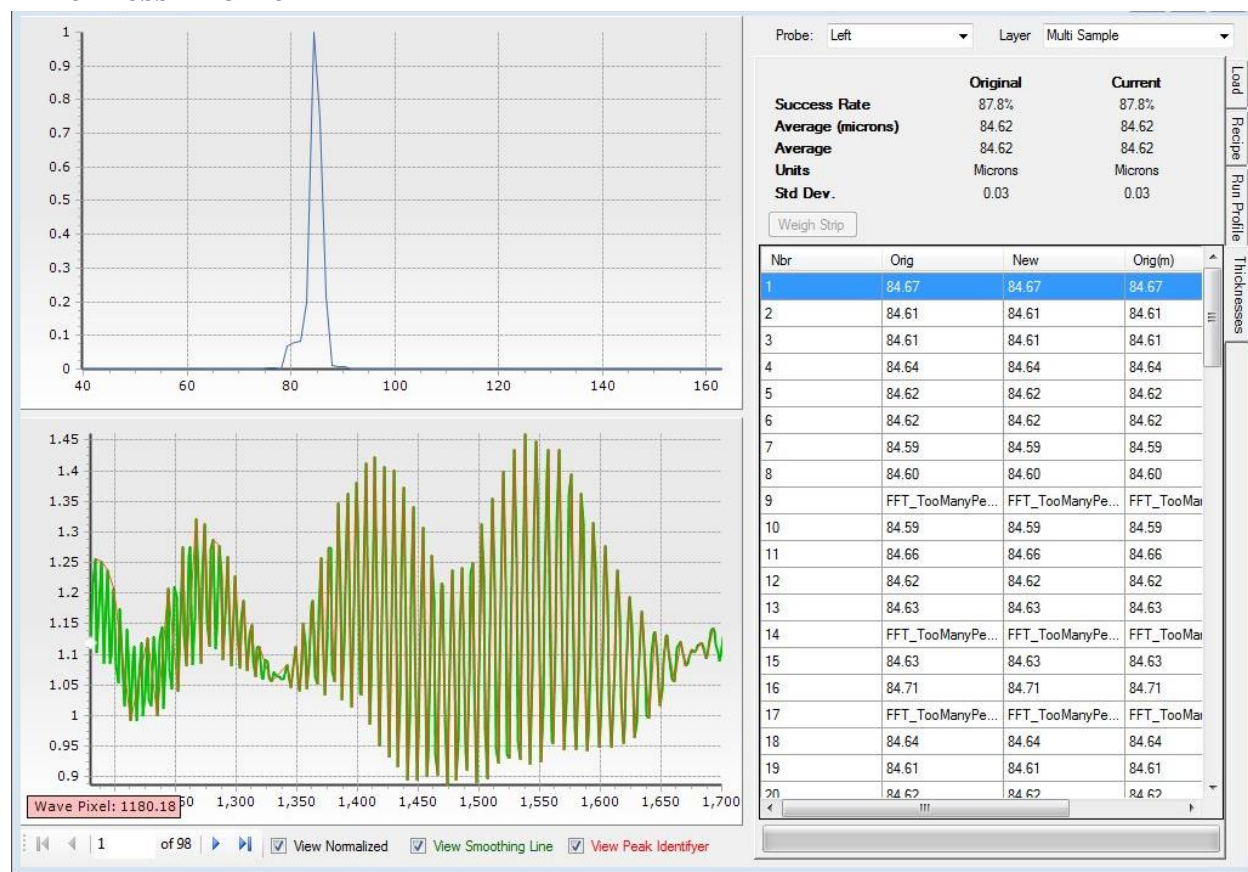 Probe: Left Layer Multi Sample
Original Current
Success Rate 87.8% 87.8%
Average (microns) 84.62 84.62
Average 84.62 84.62
Units Microns Microns
Std Dev. 0.03 0.03
Weigh Strip
Load
Recipe
Run Profile
Thicknesses
Nbr Orig New Orig(m)
1 84.67 84.67 84.67
2 84.61 84.61 84.61
3 84.61 84.61 84.61
4 84.64 84.64 84.64
5 84.62 84.62 84.62
6 84.62 84.62 84.62
7 84.59 84.59 84.59
8 84.60 84.60 84.60
9 FFT_TooManyPe... FFT_TooManyPe... FFT_TooMa
10 84.59 84.59 84.59
11 84.66 84.66 84.66
12 84.62 84.62 84.62
13 84.63 84.63 84.63
14 FFT_TooManyPe... FFT_TooManyPe... FFT_TooMa
15 84.63 84.63 84.63
16 84.71 84.71 84.71
17 FFT_TooManyPe... FFT_TooManyPe... FFT_TooMa
18 84.64 84.64 84.64
19 84.61 84.61 84.61
20 84.62 84.62 84.62
1
0.9
0.8
0.7
0.6
0.5
0.4
0.3
0.2
0.1
0
40 60 80 100 120 140 160
1.45
1.4
1.35
1.3
1.25
1.2
1.15
1.1
1.05
1
0.95
0.9
Wave Pixel: 1180.18 50 1,300 1,350 1,400 1,450 1,500 1,550 1,600 1,650 1,700
1 of 98 View Normalized View Smoothing Line View Peak Identifyer